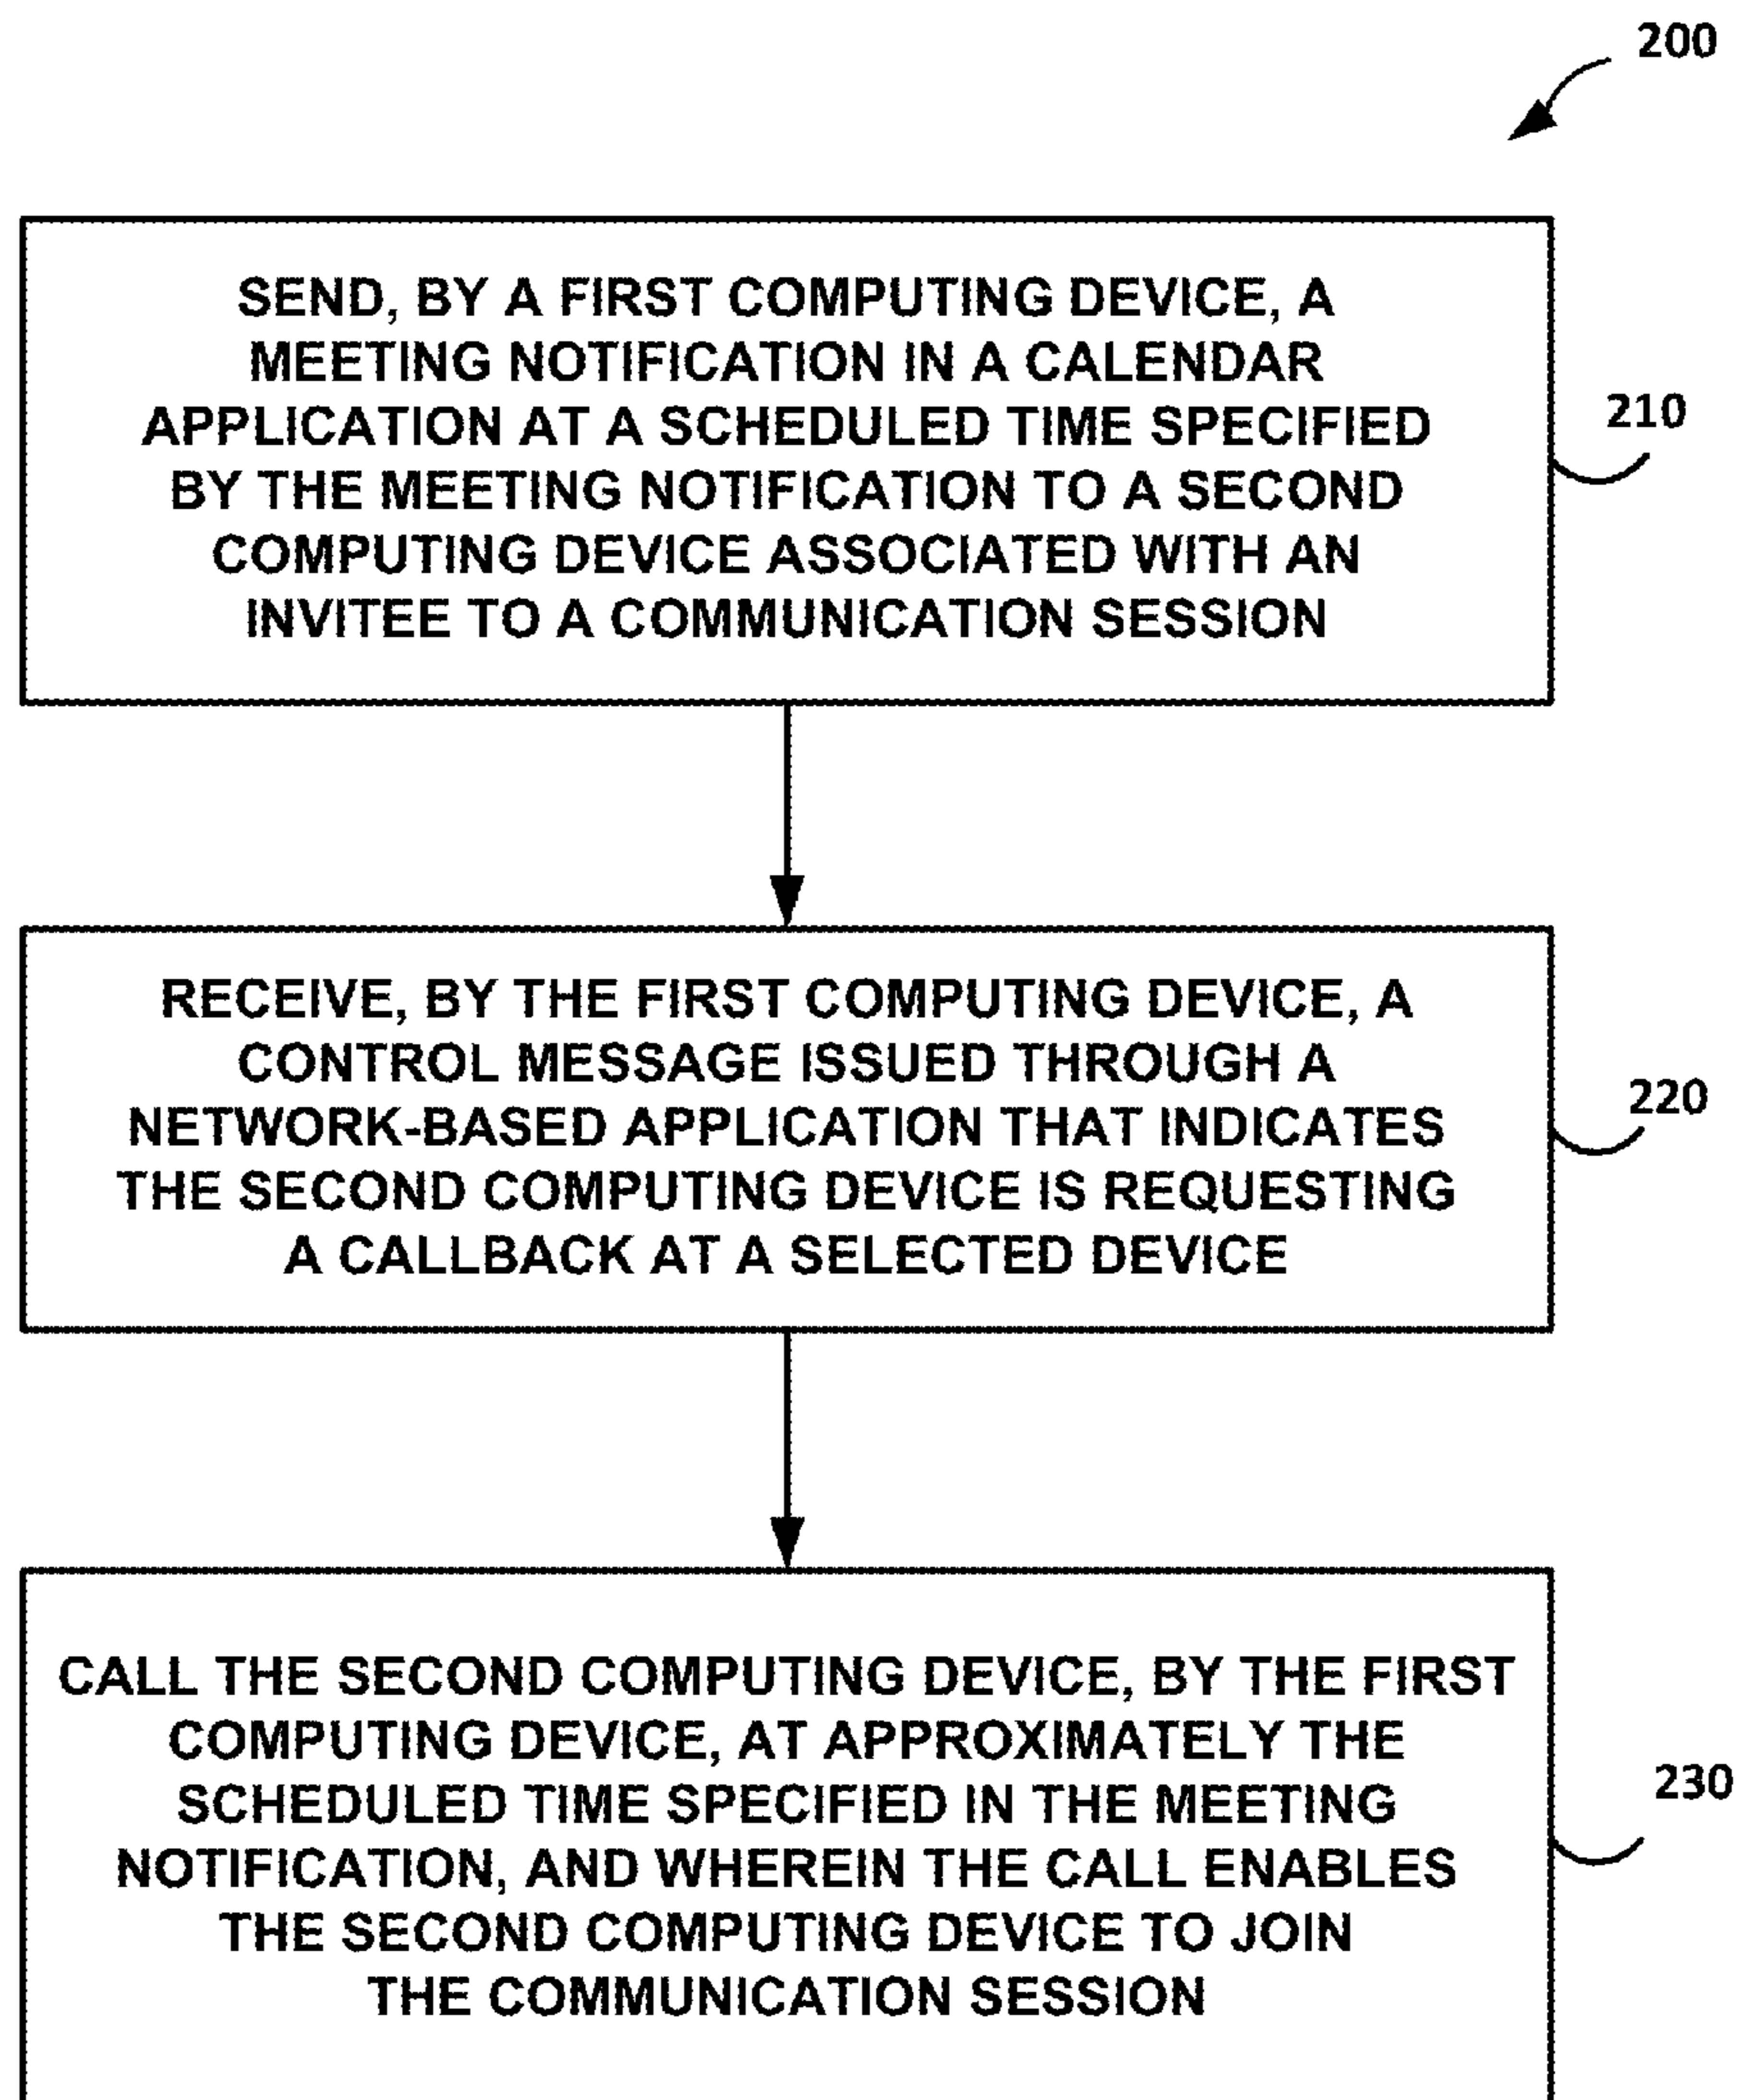 200
SEND, BY A FIRST COMPUTING DEVICE, A
MEETING NOTIFICATION IN A CALENDAR
APPLICATION AT A SCHEDULED TIME SPECIFIED
BY THE MEETING NOTIFICATION TO A SECOND
COMPUTING DEVICE ASSOCIATED WITH AN
INVITEE TO A COMMUNICATION SESSION
210
RECEIVE, BY THE FIRST COMPUTING DEVICE, A
CONTROL MESSAGE ISSUED THROUGH A
NETWORK-BASED APPLICATION THAT INDICATES
THE SECOND COMPUTING DEVICE IS REQUESTING
A CALLBACK AT A SELECTED DEVICE
220
CALL THE SECOND COMPUTING DEVICE, BY THE FIRST
COMPUTING DEVICE, AT APPROXIMATELY THE
SCHEDULED TIME SPECIFIED IN THE MEETING
NOTIFICATION, AND WHEREIN THE CALL ENABLES
THE SECOND COMPUTING DEVICE TO JOIN
THE COMMUNICATION SESSION
230